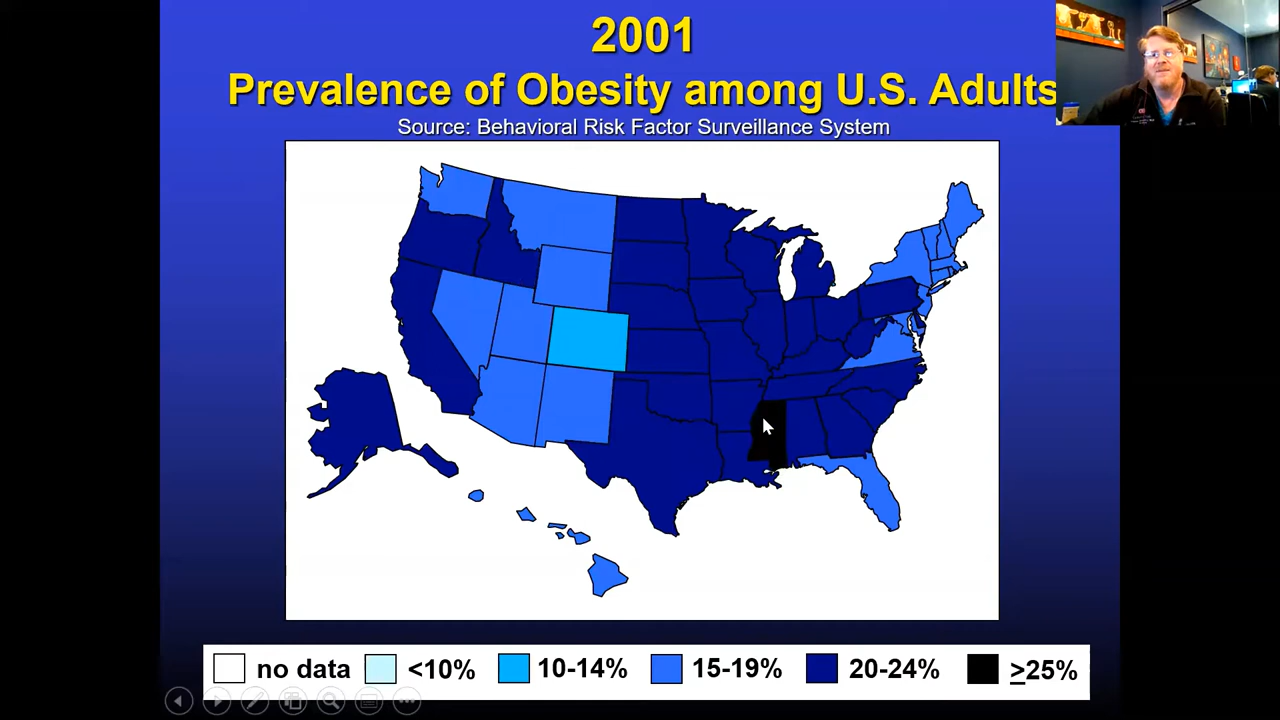 2001
Prevalence of Obesity among U.S. Adults
Source: Behavioral Risk Factor Surveillance System
no data <10% 10-14% 15-19% 20-24% ≥25%